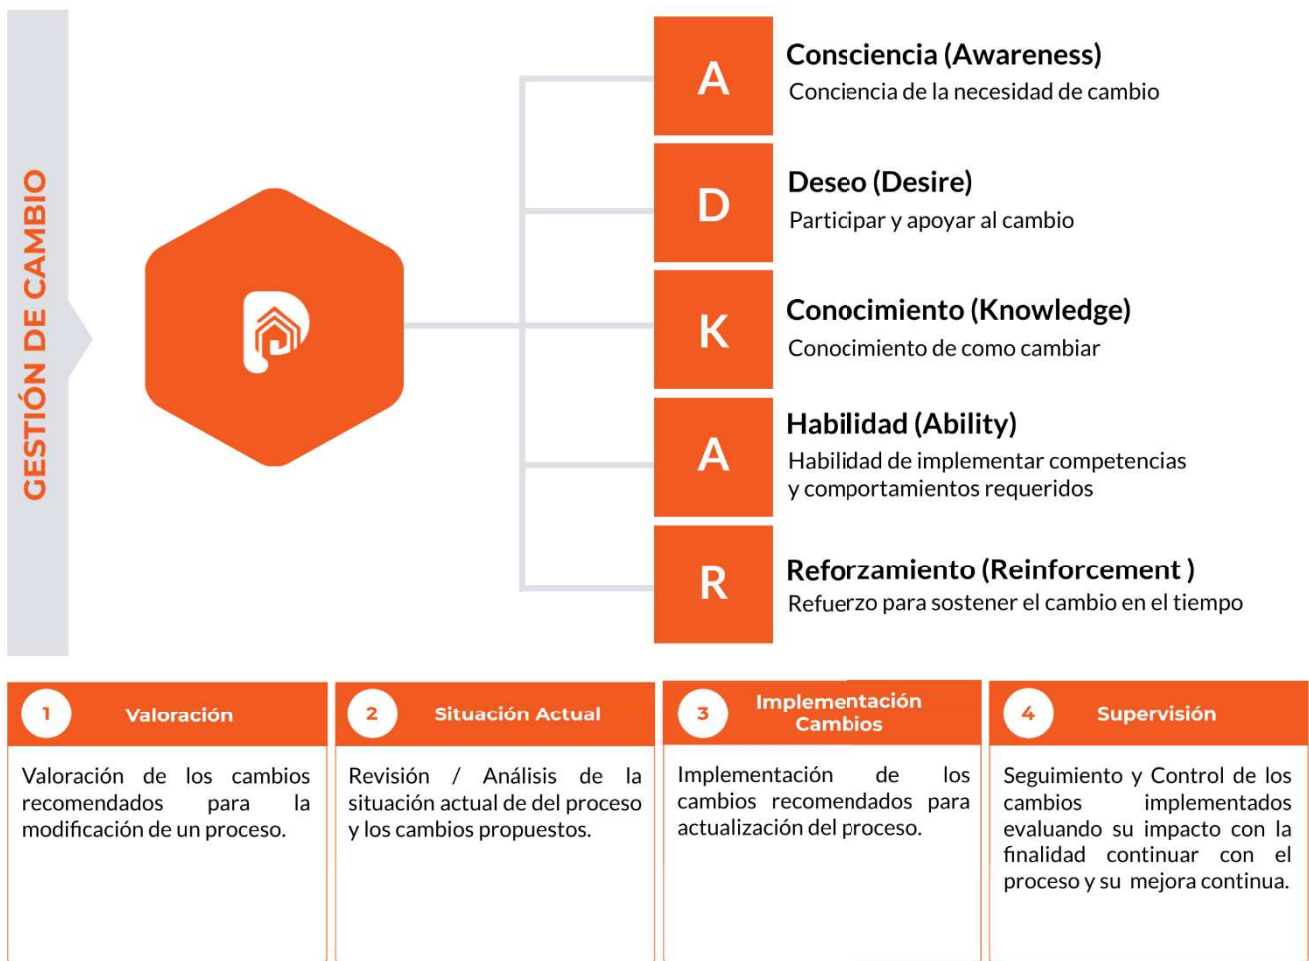 GESTIÓN DE CAMBIO
A
Consciencia (Awareness)
Conciencia de la necesidad de cambio
D
Deseo (Desire)
Participar y apoyar al cambio
K
Conocimiento (Knowledge)
Conocimiento de como cambiar
A
Habilidad (Ability)
Habilidad de implementar competencias
y comportamientos requeridos
R
Reforzamiento (Reinforcement )
Refuerzo para sostener el cambio en el tiempo
1 Valoración
Valoración de los cambios
recomendados para la
modificación de un proceso.
2 Situación Actual
Revisión / Análisis de la
situación actual de del proceso
y los cambios propuestos.
3 Implementación
Cambios
Implementación de los
cambios recomendados para
actualización del proceso.
4 Supervisión
Seguimiento y Control de los
cambios implementados
evaluando su impacto con la
finalidad continuar con el
proceso y su mejora continua.